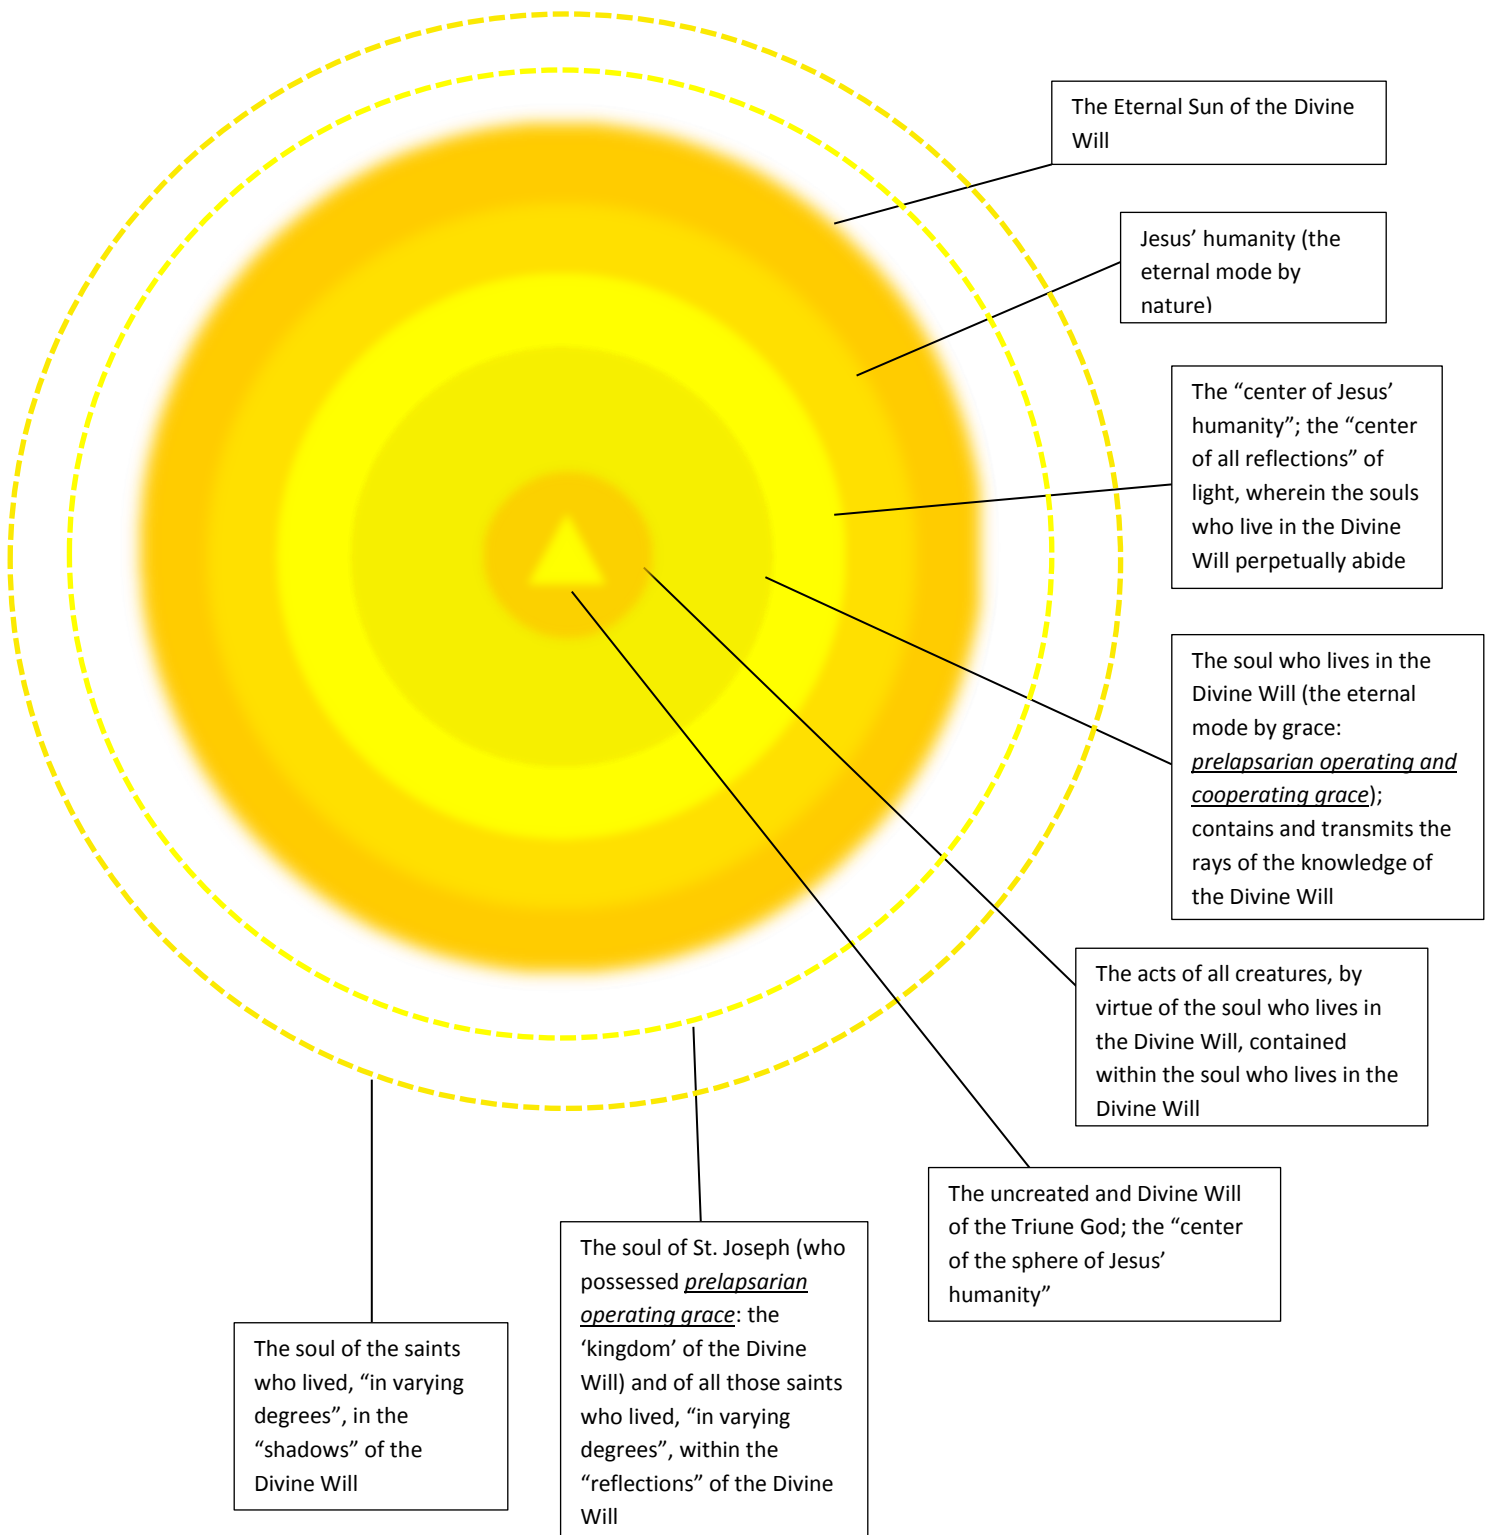 The Eternal Sun of the Divine
Will
Jesus’ humanity (the
eternal mode by
nature)
The “center of Jesus’
humanity”; the “center
of all reflections” of
light, wherein the souls
who live in the Divine
Will perpetually abide
The soul who lives in the
Divine Will (the eternal
mode by grace:
prelapsarian operating and
cooperating grace);
contains and transmits the
rays of the knowledge of
the Divine Will
The acts of all creatures, by
virtue of the soul who lives in
the Divine Will, contained
within the soul who lives in the
Divine Will
The uncreated and Divine Will
of the Triune God; the “center
of the sphere of Jesus’
humanity”
The soul of St. Joseph (who
possessed prelapsarian
operating grace: the
‘kingdom’ of the Divine
Will) and of all those saints
who lived, “in varying
degrees”, within the
“reflections” of the Divine
Will
The soul of the saints
who lived, “in varying
degrees”, in the
“shadows” of the
Divine Will